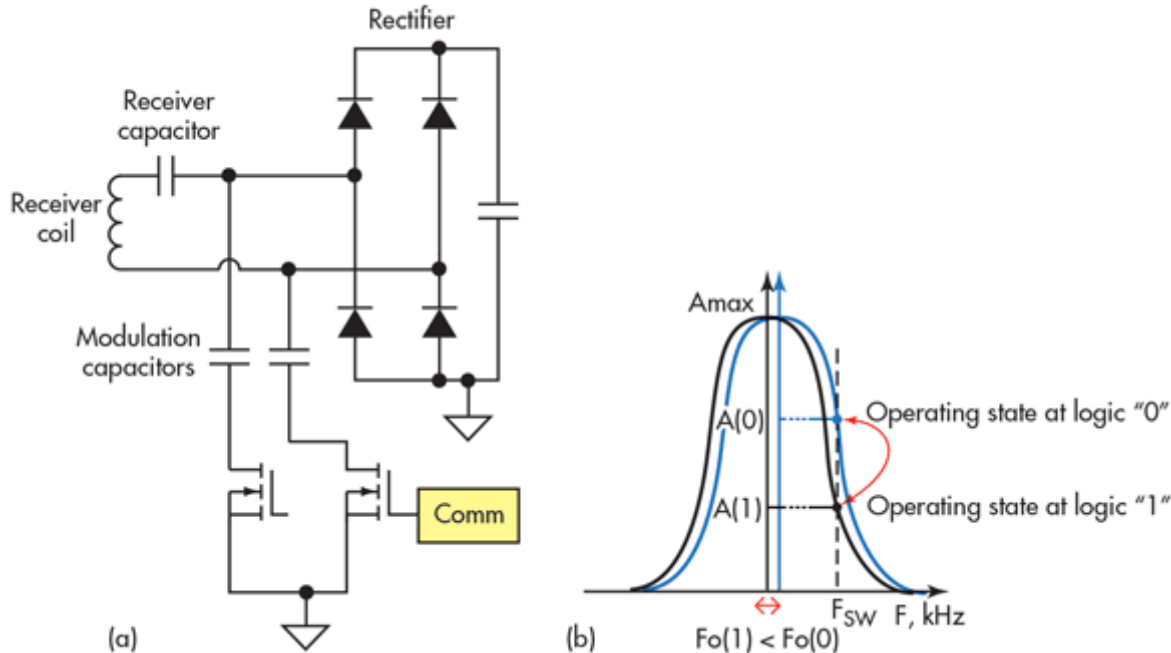 Rectifier
Receiver
capacitor
Receiver
coil
Modulation
capacitors
Comm
(a)
Amax
A(0)
Operating state at logic “0”
A(1)
Operating state at logic “1”
FSW
F, kHz
(b)
Fo(1) < Fo(0)